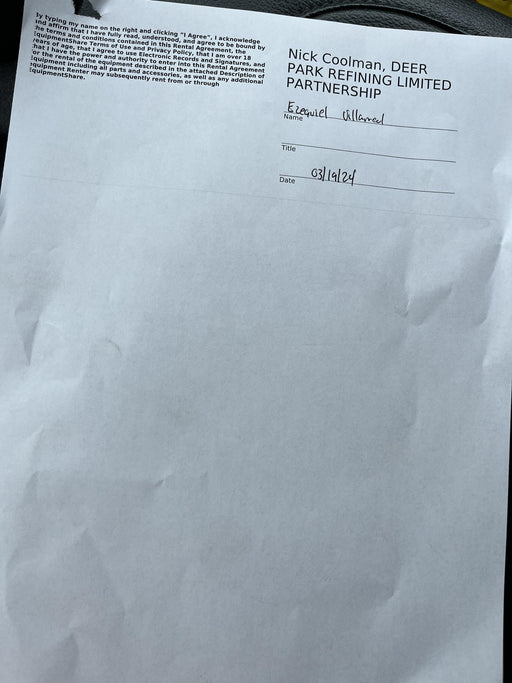 by typing my name on the right and clicking "I Agree", I acknowledge
and affirm that I have fully read, understood, and agree to be bound by
the terms and conditions contained in this Rental Agreement, the
EquipmentShare Terms of Use and Privacy Policy, that I am over 18
years of age, that I agree to use Electronic Records and Signatures, and
that I have the power and authority to enter into this Rental Agreement
for the rental of the equipment described in the attached Description of
Equipment including all parts and accessories, as well as any additional
Equipment Renter may subsequently rent from or through
EquipmentShare.
Nick Coolman, DEER
PARK REFINING LIMITED
PARTNERSHIP
Ezequiel Villarreal
Name
Title
03/19/24
Date